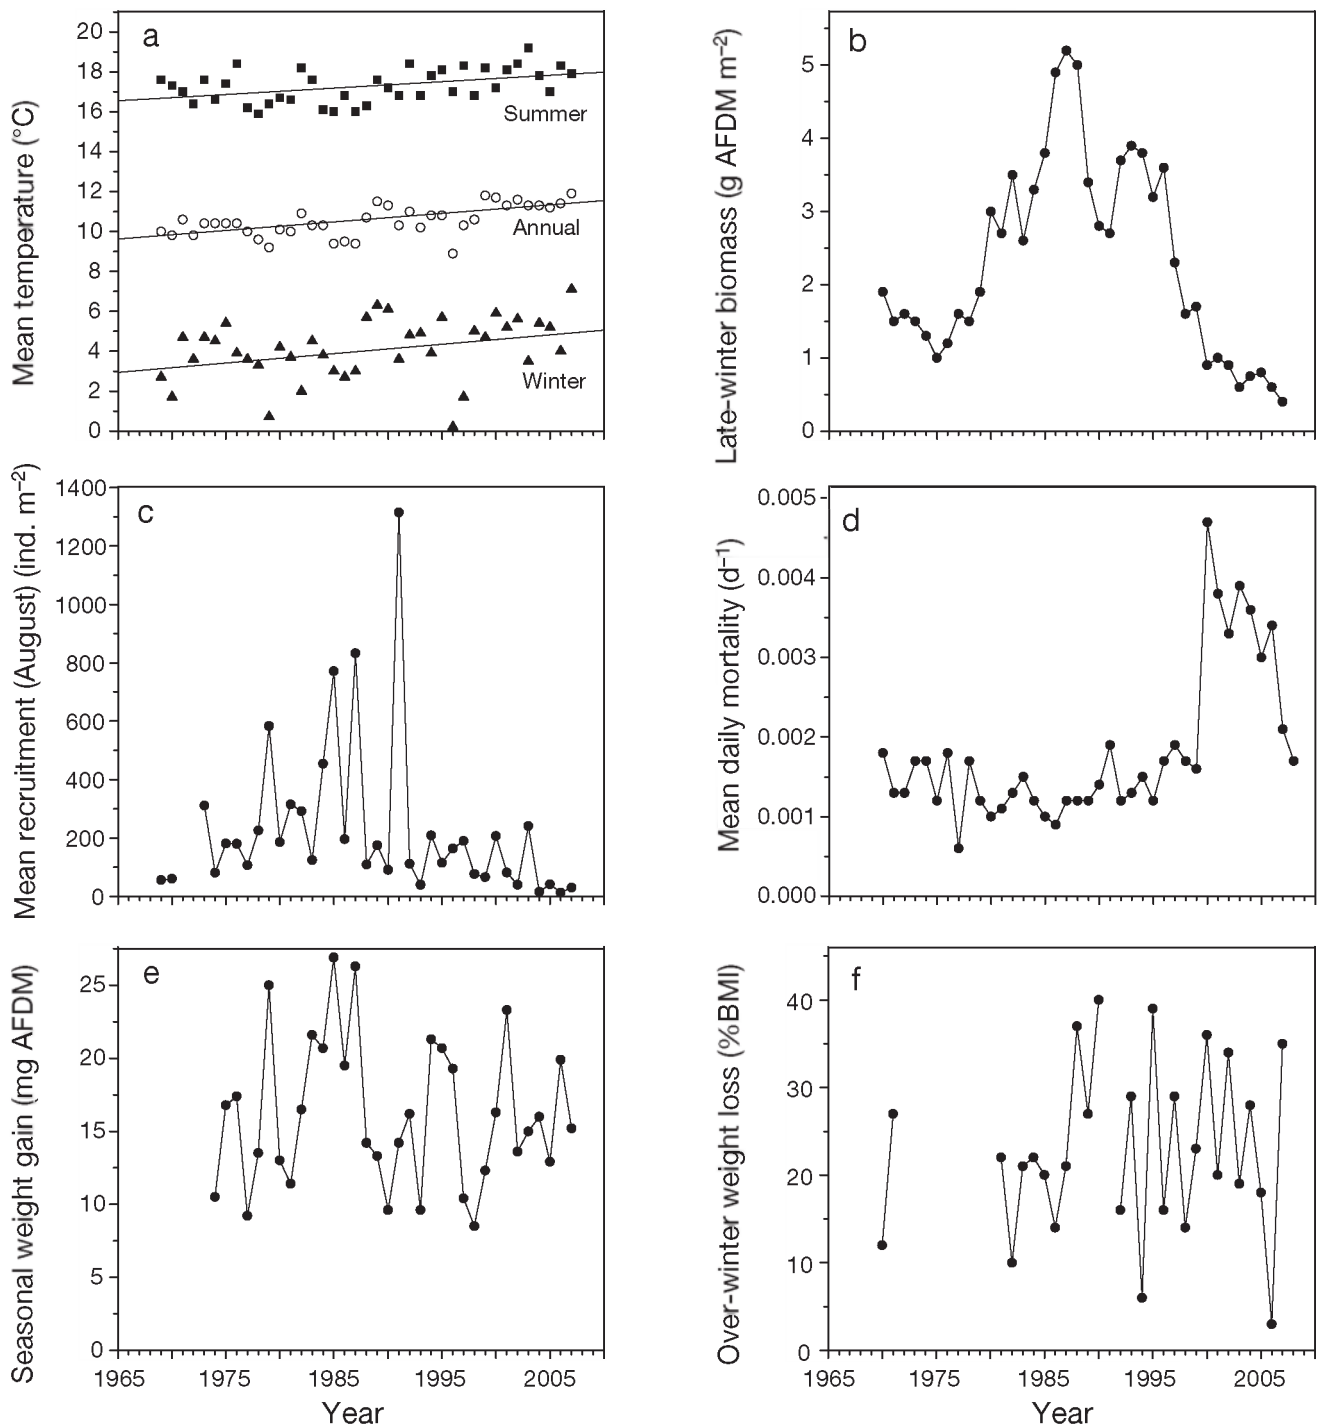 a
Mean temperature (°C)
20
18
16
14
12
10
8
6
4
2
0
Summer
Annual
Winter
b
Late-winter biomass (g AFDM m⁻²)
5
4
3
2
1
0
c
Mean recruitment (August) (ind. m⁻²)
1400
1200
1000
800
600
400
200
0
d
Mean daily mortality (d⁻¹)
0.005
0.004
0.003
0.002
0.001
0.000
e
Seasonal weight gain (mg AFDM)
25
20
15
10
5
0
1965 1975 1985 1995 2005
Year
f
Over-winter weight loss (%BMI)
40
30
20
10
0
1965 1975 1985 1995 2005
Year